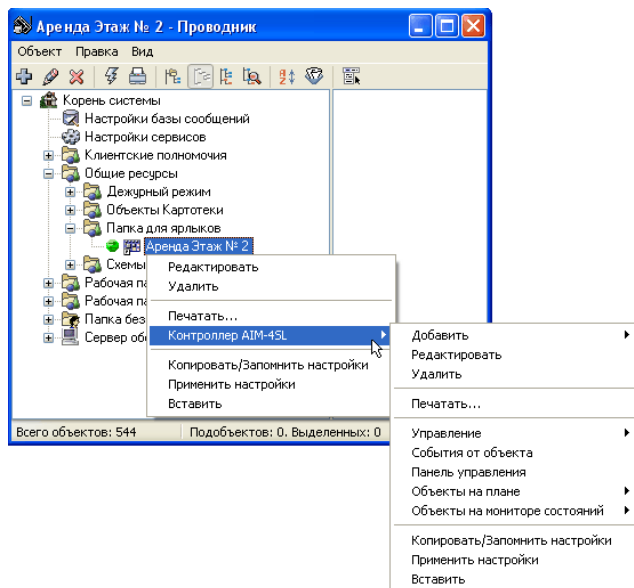 Аренда Этаж № 2 - Проводник
Объект Правка Вид
Корень системы
Настройки базы сообщений
Настройки сервисов
Клиентские полномочия
Общие ресурсы
Дежурный режим
Объекты Картотеки
Папка для ярлыков
Аренда Этаж № 2
Схемы
Рабочая
Рабочая
Папка без
Сервер
Редактировать
Удалить
Печатать...
Контроллер AIM-4SL
Копировать/Запомнить настройки
Применить настройки
Вставить
Добавить
Редактировать
Удалить
Печатать...
Управление
События от объекта
Панель управления
Объекты на плане
Объекты на мониторе состояний
Копировать/Запомнить настройки
Применить настройки
Вставить
Всего объектов: 544 Подобъектов: 0. Выделенных: 0